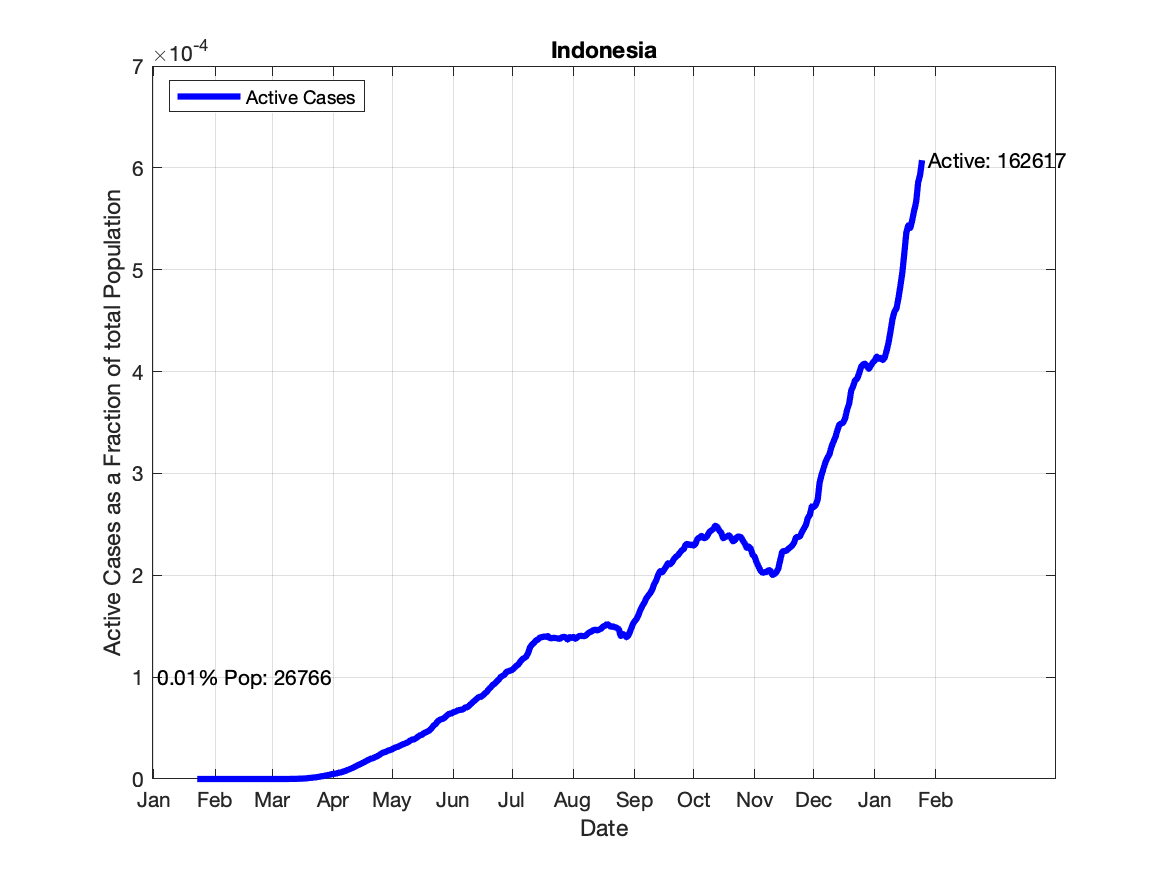 Indonesia
×10-4
Active Cases
Active: 162617
0.01% Pop: 26766
Active Cases as a Fraction of total Population
7
6
5
4
3
2
1
0
Jan Feb Mar Apr May Jun Jul Aug Sep Oct Nov Dec Jan Feb
Date